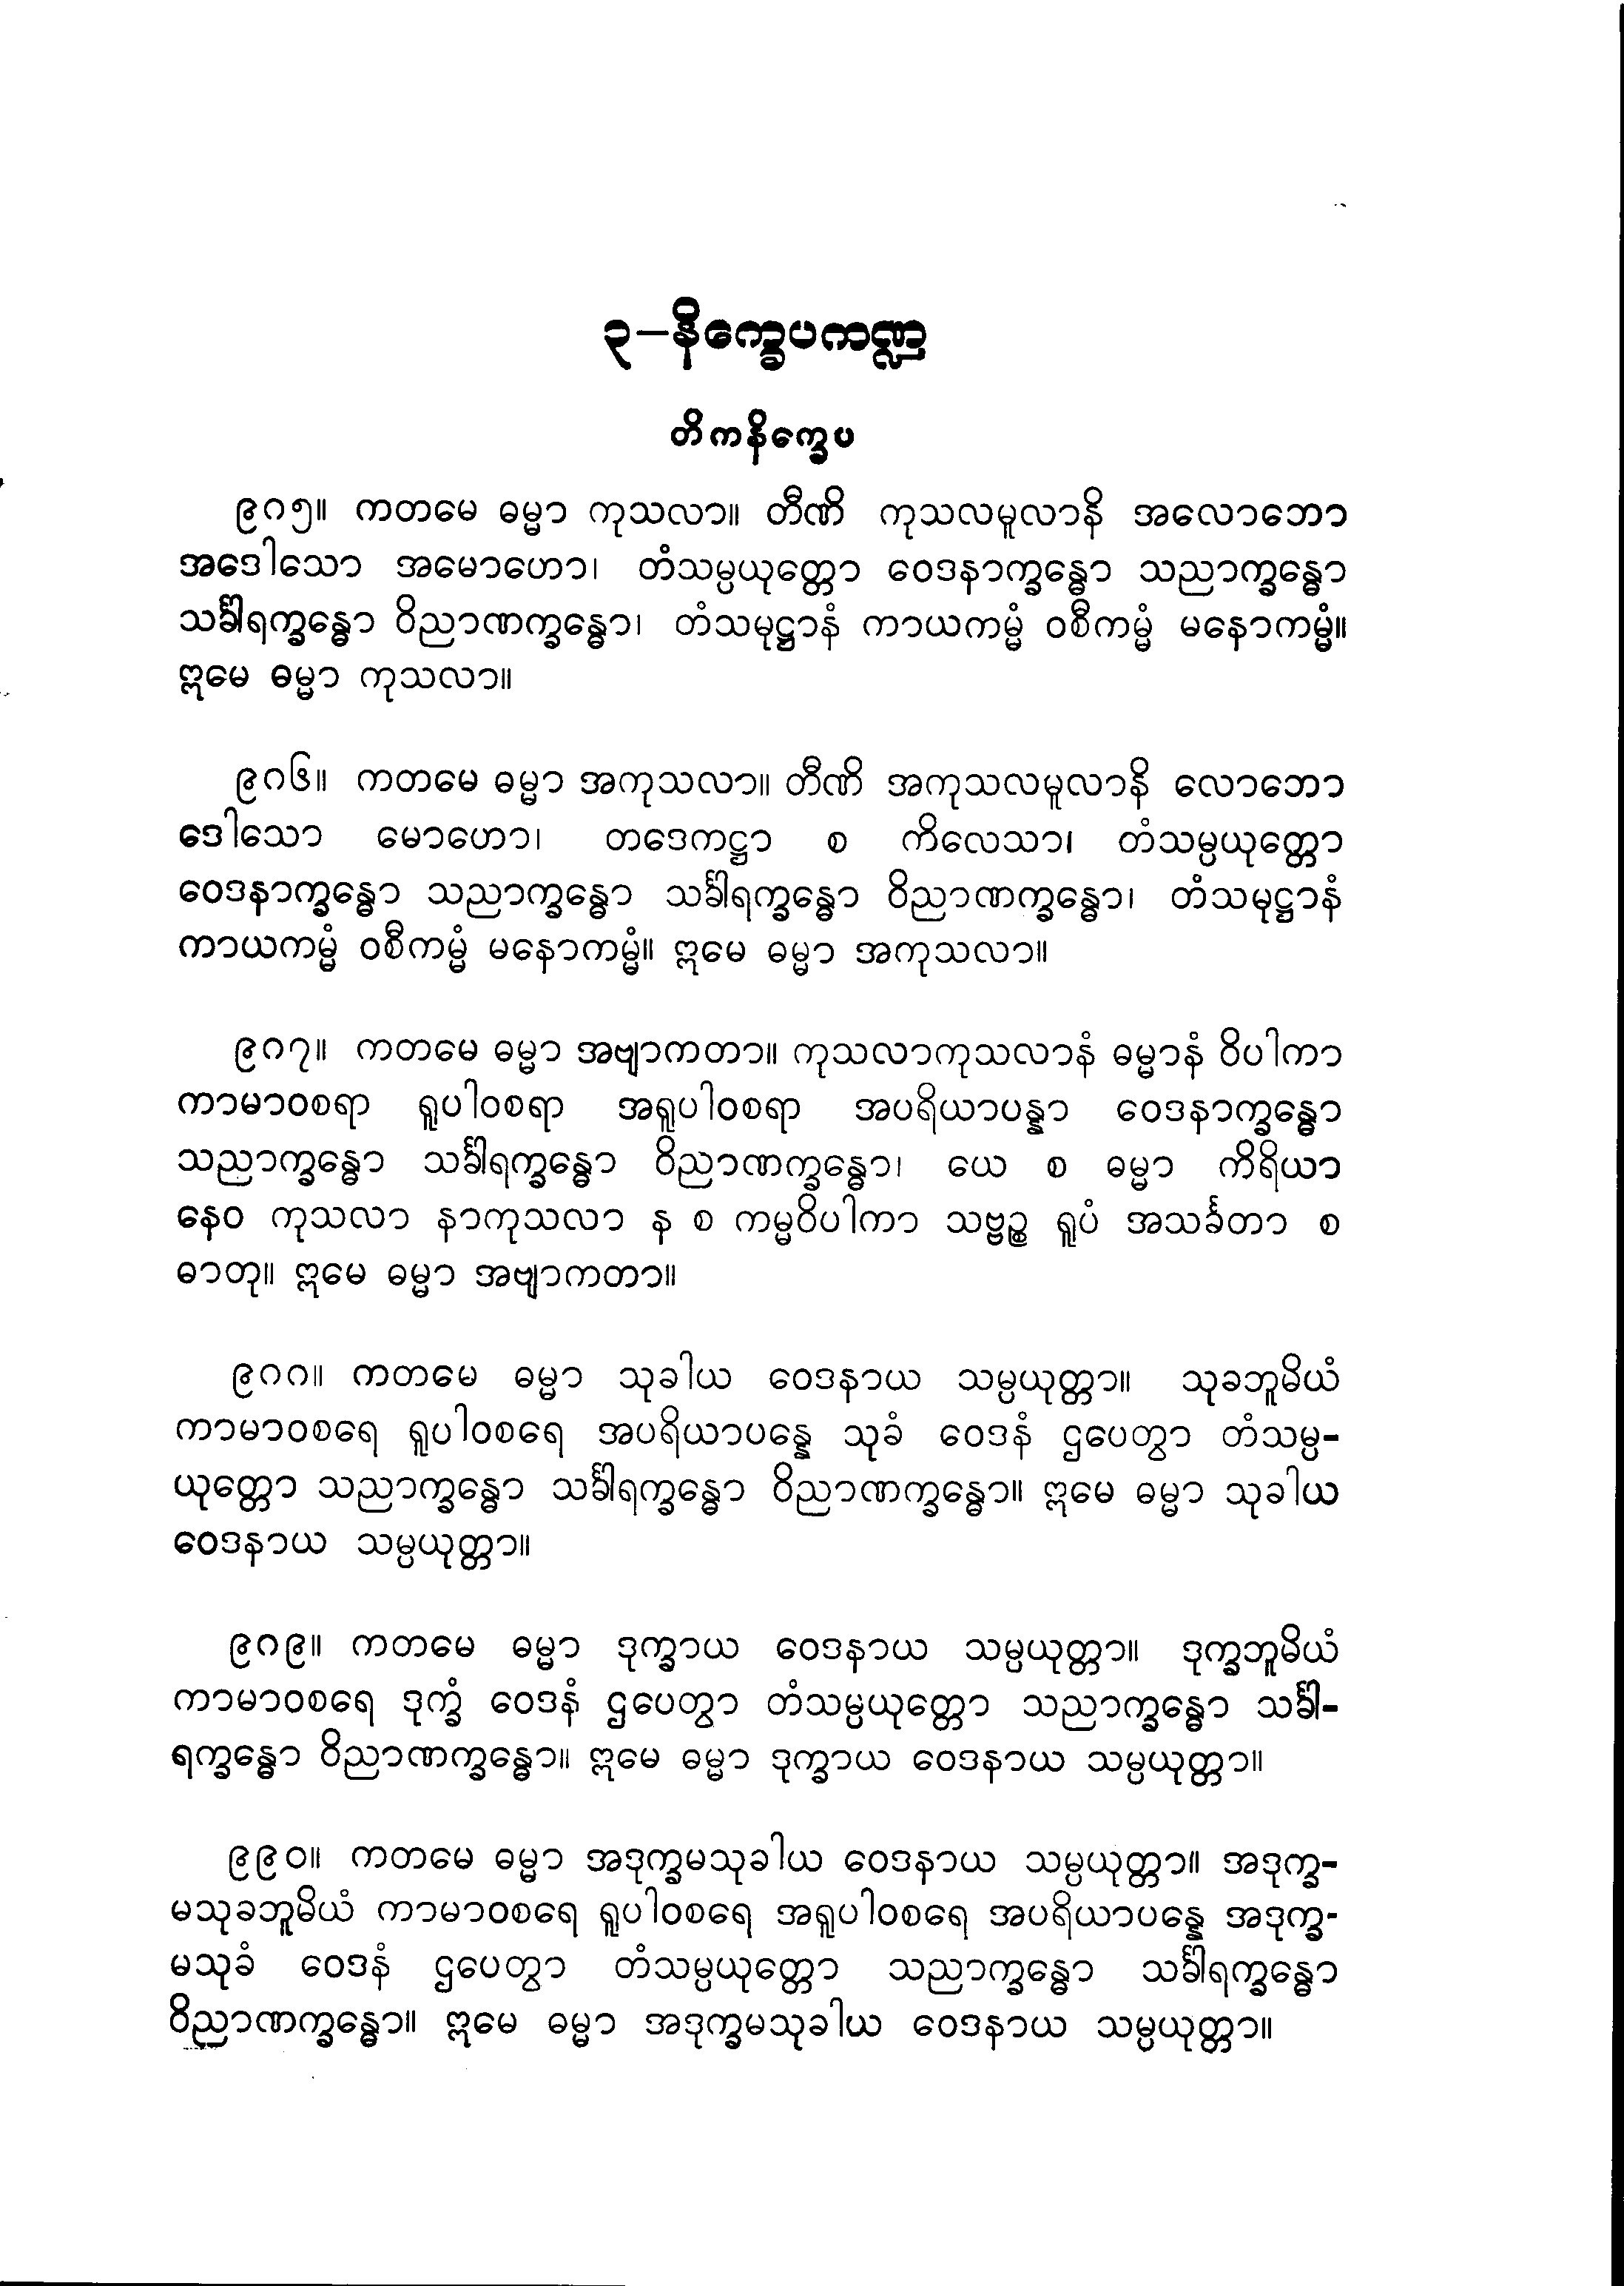 ၃–နိက္ခေပကဏ္ဍ
တိကနိက္ခေပ
၉၈၅။ ကတမေ ဓမ္မာ ကုသလာ။ တီဏိ ကုသလမူလာနိ အလောဘော
အဒေါသော အမောဟော၊ တံသမ္ပယုတ္တော ဝေဒနာက္ခန္ဓော သညာက္ခန္ဓော
သင်္ခါရက္ခန္ဓော ဝိညာဏက္ခန္ဓော၊ တံသမုဋ္ဌာနံ ကာယကမ္မံ ဝစီကမ္မံ မနောကမ္မံ။
ဣမေ ဓမ္မာ ကုသလာ။
၉၈၆။ ကတမေ ဓမ္မာ အကုသလာ။ တီဏိ အကုသလမူလာနိ လောဘော
ဒေါသော မောဟော၊ တဒေကဋ္ဌာ စ ကိလေသာ၊ တံသမ္ပယုတ္တော
ဝေဒနာက္ခန္ဓော သညာက္ခန္ဓော သင်္ခါရက္ခန္ဓော ဝိညာဏက္ခန္ဓော၊ တံသမုဋ္ဌာနံ
ကာယကမ္မံ ဝစီကမ္မံ မနောကမ္မံ။ ဣမေ ဓမ္မာ အကုသလာ။
၉၈၇။ ကတမေ ဓမ္မာ အဗျာကတာ။ ကုသလာကုသလာနံ ဓမ္မာနံ ဝိပါကာ
ကာမာဝစရာ ရူပါဝစရာ အရူပါဝစရာ အပရိယာပန္နာ ဝေဒနာက္ခန္ဓော
သညာက္ခန္ဓော သင်္ခါရက္ခန္ဓော ဝိညာဏက္ခန္ဓော၊ ယေ စ ဓမ္မာ ကိရိယာ
နေဝ ကုသလာ နာကုသလာ န စ ကမ္မဝိပါကာ သဗ္ဗဉ္စ ရူပံ အသင်္ခတာ စ
ဓာတု။ ဣမေ ဓမ္မာ အဗျာကတာ။
၉၈၈။ ကတမေ ဓမ္မာ သုခါယ ဝေဒနာယ သမ္ပယုတ္တာ။ သုခဘူမိယံ
ကာမာဝစရေ ရူပါဝစရေ အပရိယာပန္နေ သုခံ ဝေဒနံ ဌပေတွာ တံသမ္ပ-
ယုတ္တော သညာက္ခန္ဓော သင်္ခါရက္ခန္ဓော ဝိညာဏက္ခန္ဓော။ ဣမေ ဓမ္မာ သုခါယ
ဝေဒနာယ သမ္ပယုတ္တာ။
၉၈၉။ ကတမေ ဓမ္မာ ဒုက္ခာယ ဝေဒနာယ သမ္ပယုတ္တာ။ ဒုက္ခဘူမိယံ
ကာမာဝစရေ ဒုက္ခံ ဝေဒနံ ဌပေတွာ တံသမ္ပယုတ္တော သညာက္ခန္ဓော သင်္ခါ-
ရက္ခန္ဓော ဝိညာဏက္ခန္ဓော။ ဣမေ ဓမ္မာ ဒုက္ခာယ ဝေဒနာယ သမ္ပယုတ္တာ။
၉၉၀။ ကတမေ ဓမ္မာ အဒုက္ခမသုခါယ ဝေဒနာယ သမ္ပယုတ္တာ။ အဒုက္ခ-
မသုခဘူမိယံ ကာမာဝစရေ ရူပါဝစရေ အရူပါဝစရေ အပရိယာပန္နေ အဒုက္ခ-
မသုခံ ဝေဒနံ ဌပေတွာ တံသမ္ပယုတ္တော သညာက္ခန္ဓော သင်္ခါရက္ခန္ဓော
ဝိညာဏက္ခန္ဓော။ ဣမေ ဓမ္မာ အဒုက္ခမသုခါယ ဝေဒနာယ သမ္ပယုတ္တာ။